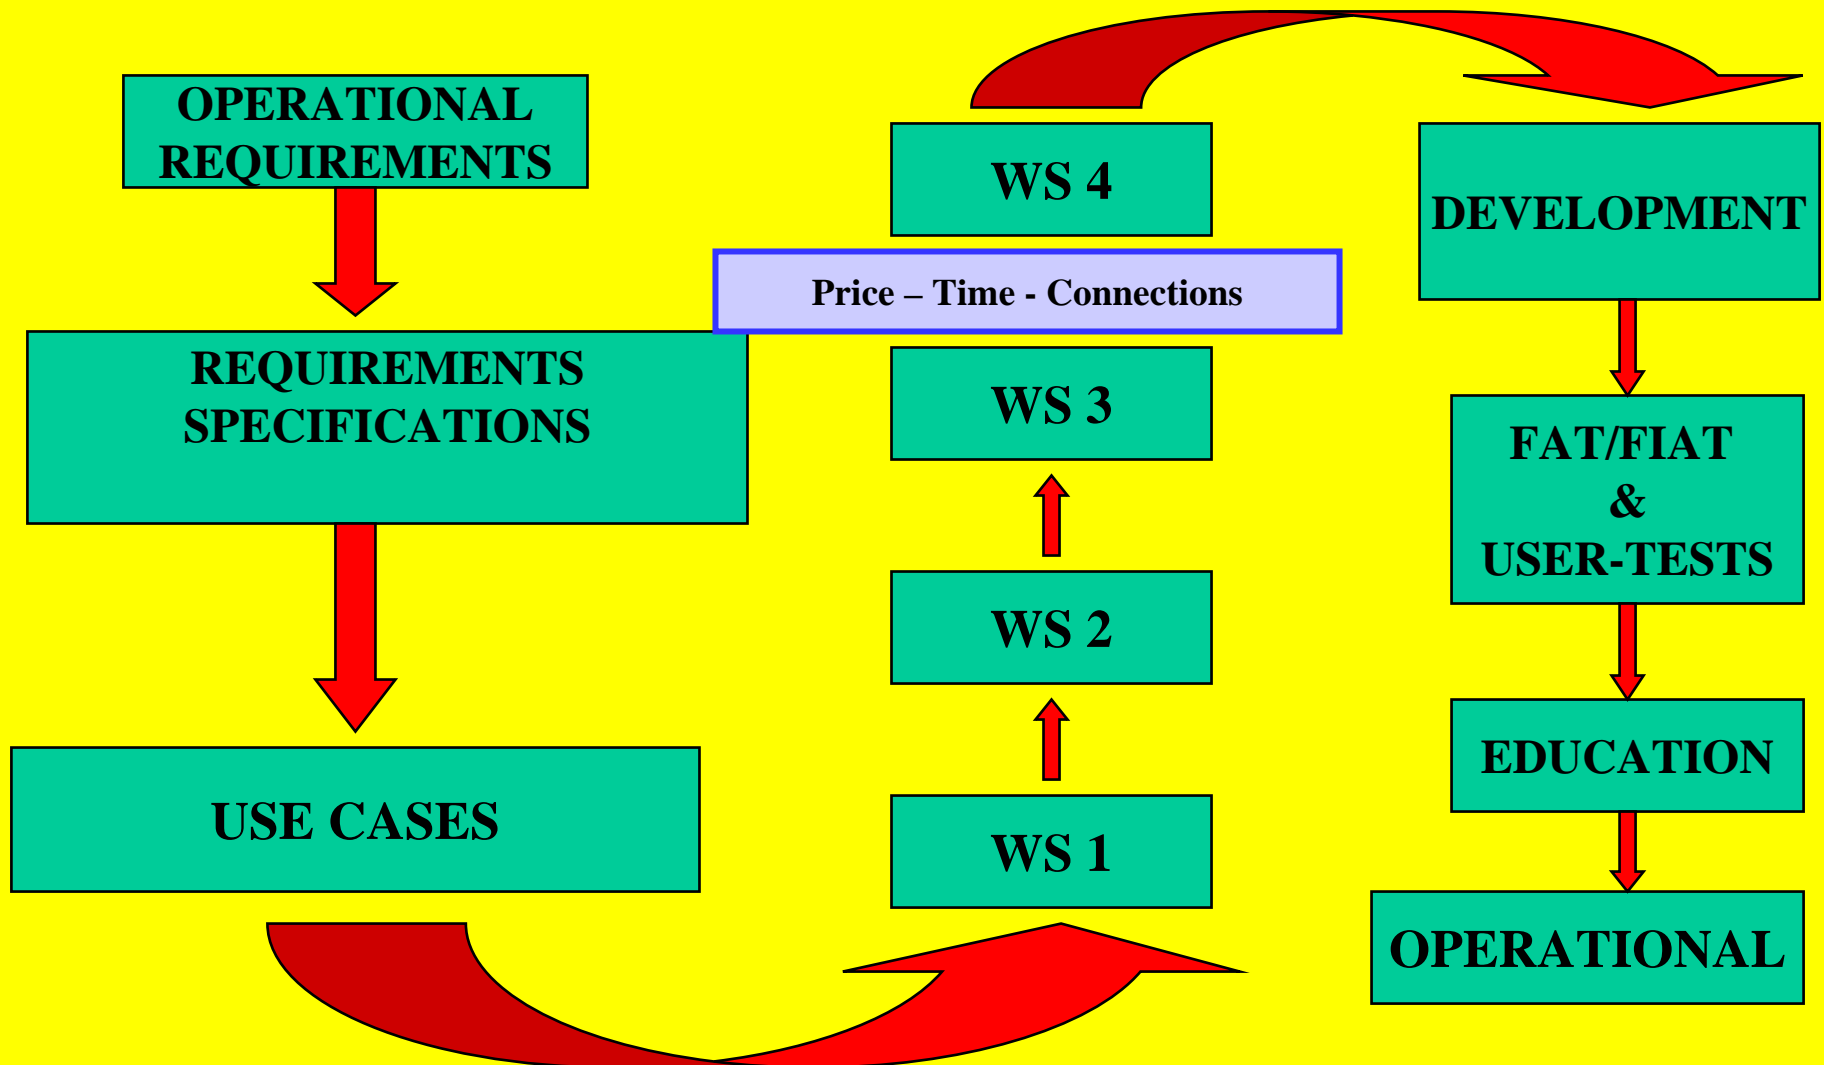 OPERATIONAL
REQUIREMENTS
REQUIREMENTS
SPECIFICATIONS
USE CASES
WS 4
Price – Time - Connections
WS 3
WS 2
WS 1
DEVELOPMENT
FAT/FIAT
&
USER-TESTS
EDUCATION
OPERATIONAL